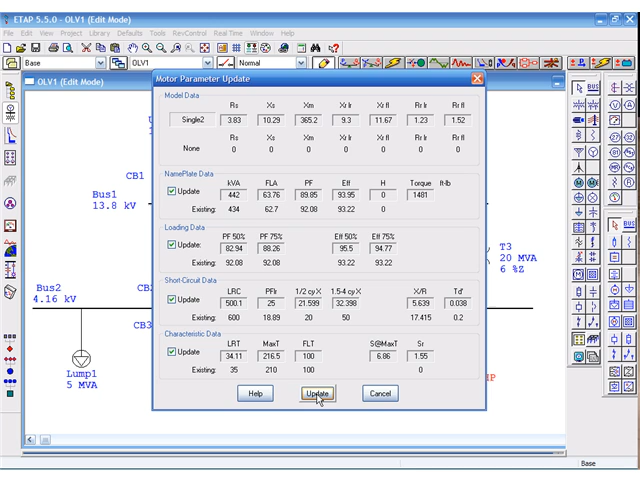 ETAP 5.5.0 - OLV1 (Edit Mode)
File Edit View Project Library Defaults Tools RevControl Real Time Window Help
Base OLV1 Normal
OLV1 (Edit Mode)
Motor Parameter Update
Model Data
Rs Xs Xm Xr lr Xr fl Rr lr Rr fl
Single2 3.83 10.29 365.2 9.3 11.67 1.23 1.52
Rs Xs Xm Xr lr Xr fl Rr lr Rr fl
None 0 0 0 0 0 0 0
NamePlate Data
kVA FLA PF Eff H Torque ft-lb
Update 442 63.76 89.85 93.95 0 1481
Existing: 434 62.7 92.08 93.22 0
Loading Data
PF 50% PF 75% Eff 50% Eff 75%
Update: 82.94 88.26 95.5 94.77
Existing: 92.08 92.08 93.22 93.22
Short-Circuit Data
LRC PFlr 1/2 cy X 1.5-4 cy X X/R Td'
Update 500.1 25 21.599 32.398 5.639 0.038
Existing: 600 18.89 20 50 17.415 0.2
Characteristic Data
LRT MaxT FLT S@MaxT Sr
Update 34.11 216.5 100 6.86 1.55
Existing: 35 210 100 0
Help Update Cancel
CB1
Bus1
13.8 kV
Bus2
4.16 kV
CB3
Lump1
5 MVA
T3
20 MVA
6 %Z
HP
BUS
BUS
Base